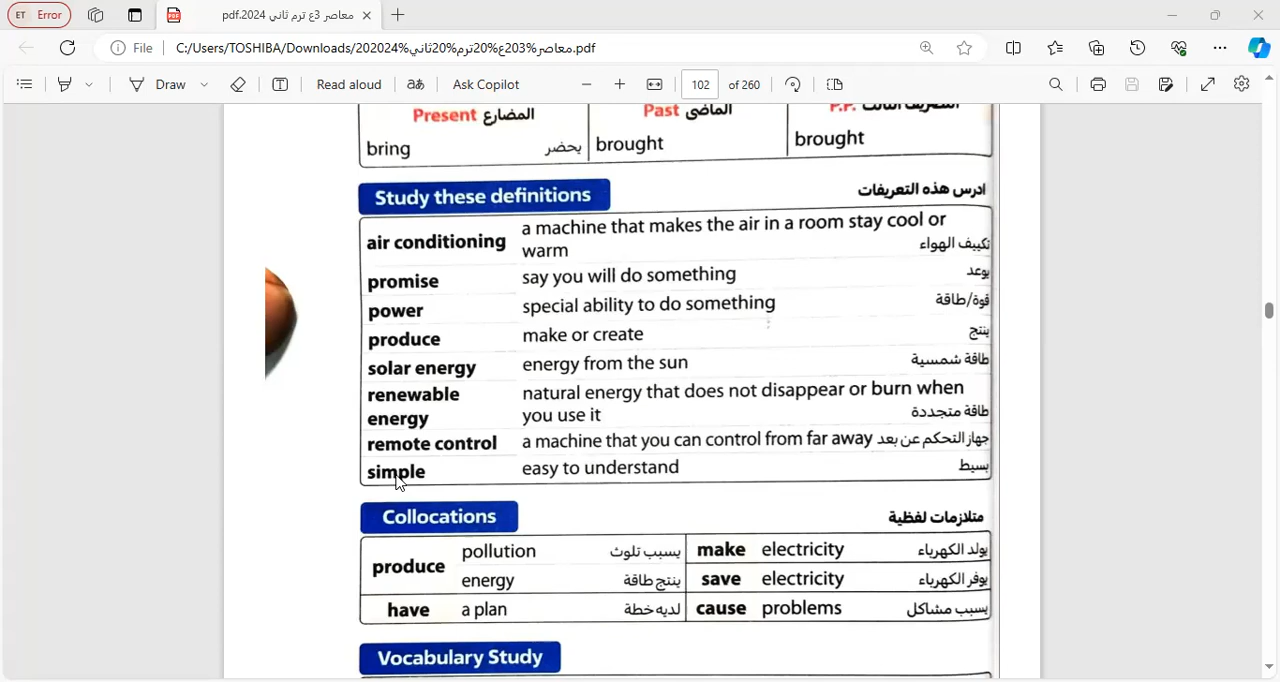 ET Error
معاصر 3ع ترم ثاني 2024.pdf
File C:/Users/TOSHIBA/Downloads/202024%معاصر%203ع%20ترم%20ثاني.pdf
Draw Read aloud Ask Copilot 102 of 260
Present المضارع Past الماضى P.P. التصريف الثالث
bring يحضر brought brought
Study these definitions ادرس هذه التعريفات
air conditioning a machine that makes the air in a room stay cool or
warm تكييف الهواء
promise say you will do something يوعد
power special ability to do something قوة/طاقة
produce make or create ينتج
solar energy energy from the sun طاقة شمسية
renewable natural energy that does not disappear or burn when
energy you use it طاقة متجددة
remote control a machine that you can control from far away جهاز التحكم عن بعد
simple easy to understand بسيط
Collocations متلازمات لفظية
produce pollution يسبب تلوث make electricity يولد الكهرباء
energy ينتج طاقة save electricity يوفر الكهرباء
have a plan لديه خطة cause problems يسبب مشاكل
Vocabulary Study